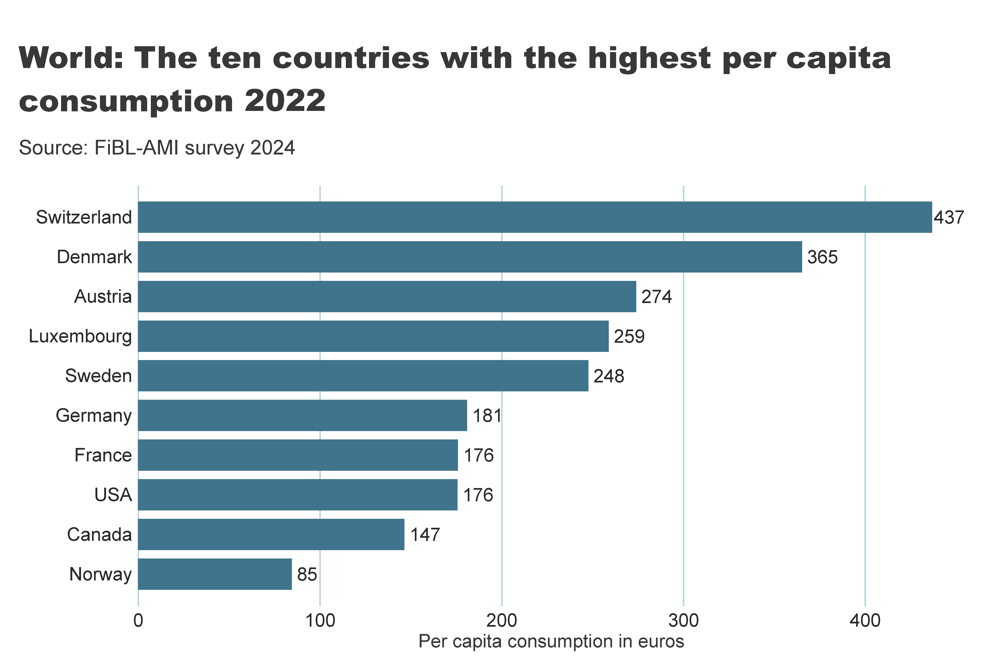 World: The ten countries with the highest per capita
consumption 2022
Source: FiBL-AMI survey 2024
Switzerland 437
Denmark 365
Austria 274
Luxembourg 259
Sweden 248
Germany 181
France 176
USA 176
Canada 147
Norway 85
0 100 200 300 400
Per capita consumption in euros